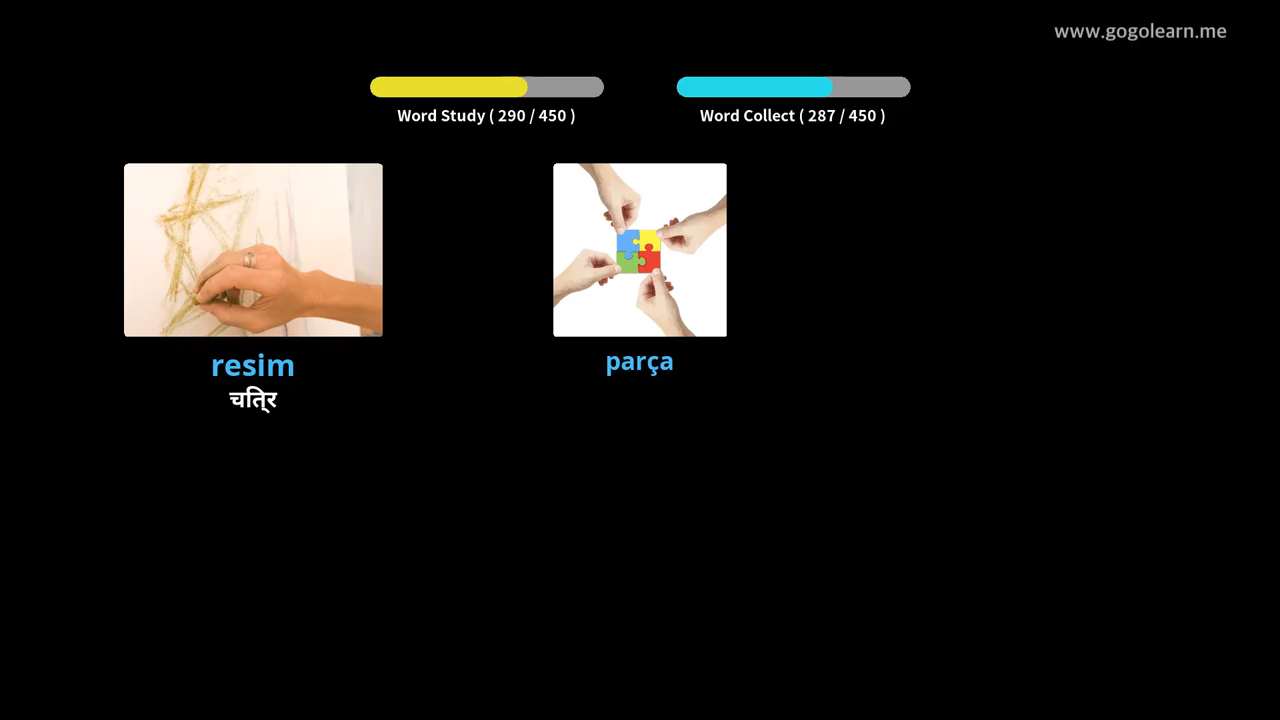 www.gogolearn.me
Word Study ( 290 / 450 )
Word Collect ( 287 / 450 )
resim
चित्र
parça